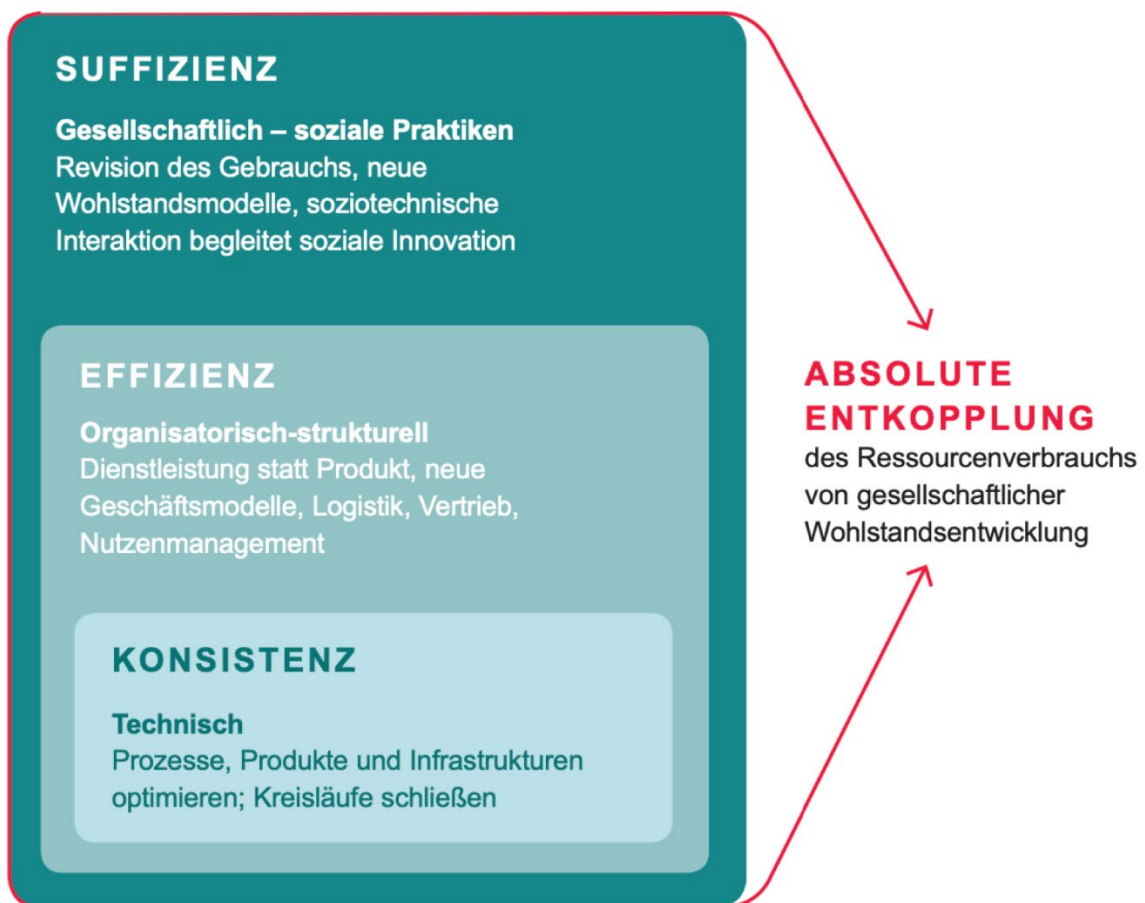 SUFFIZIENZ
Gesellschaftlich – soziale Praktiken
Revision des Gebrauchs, neue
Wohlstandsmodelle, soziotechnische
Interaktion begleitet soziale Innovation
EFFIZIENZ
Organisatorisch-strukturell
Dienstleistung statt Produkt, neue
Geschäftsmodelle, Logistik, Vertrieb,
Nutzenmanagement
KONSISTENZ
Technisch
Prozesse, Produkte und Infrastrukturen
optimieren; Kreisläufe schließen
ABSOLUTE
ENTKOPPLUNG
des Ressourcenverbrauchs
von gesellschaftlicher
Wohlstandsentwicklung